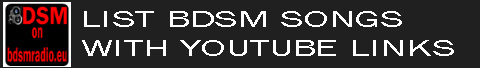 BDSM
on
bdsmradio.eu
LIST BDSM SONGS
WITH YOUTUBE LINKS